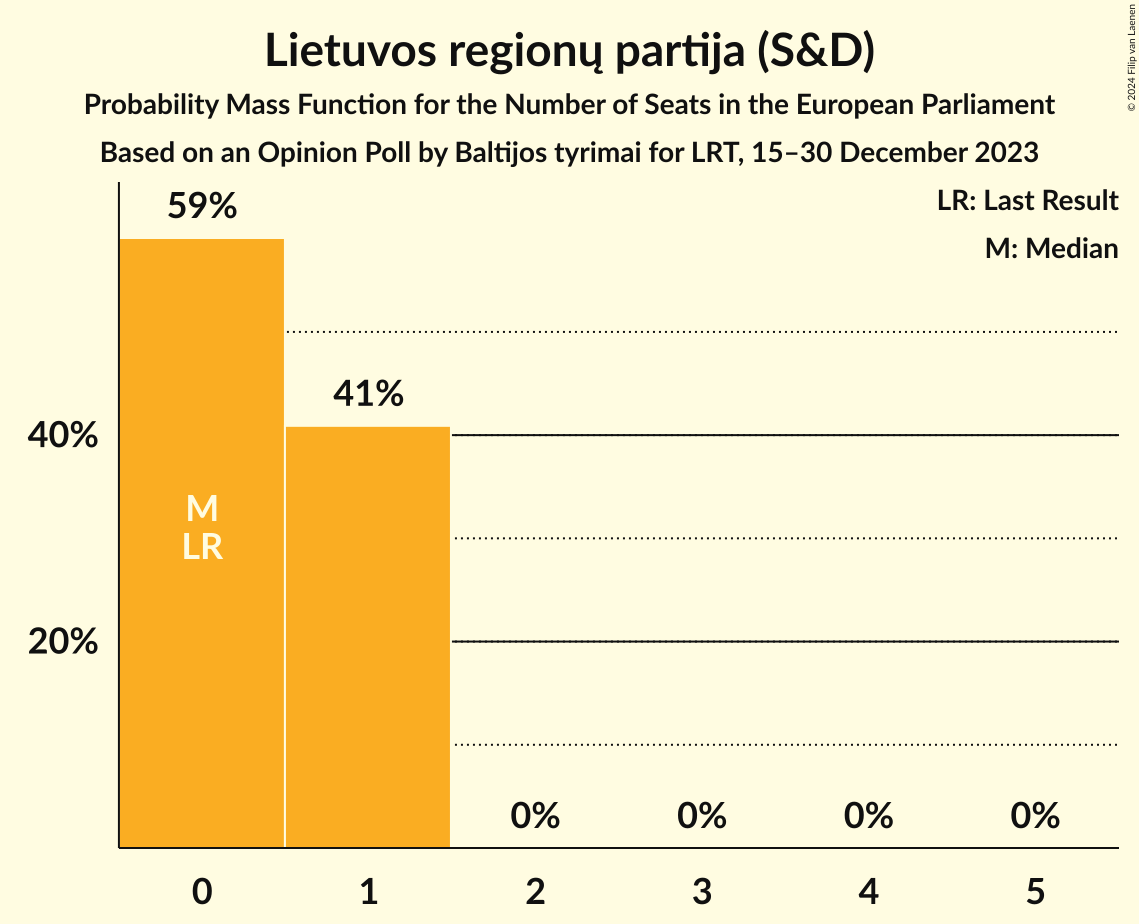 Lietuvos regionų partija (S&D)
Probability Mass Function for the Number of Seats in the European Parliament
Based on an Opinion Poll by Baltijos tyrimai for LRT, 15–30 December 2023
© 2024 Filip van Laenen
LR: Last Result
M: Median
59%
41%
40%
20%
M
LR
0%
0%
0%
0%
0
1
2
3
4
5